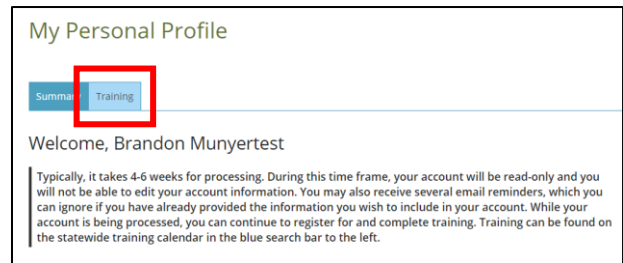 My Personal Profile
Summary Training
Welcome, Brandon Munyertest
Typically, it takes 4-6 weeks for processing. During this time frame, your account will be read-only and you
will not be able to edit your account information. You may also receive several email reminders, which you
can ignore if you have already provided the information you wish to include in your account. While your
account is being processed, you can continue to register for and complete training. Training can be found on
the statewide training calendar in the blue search bar to the left.